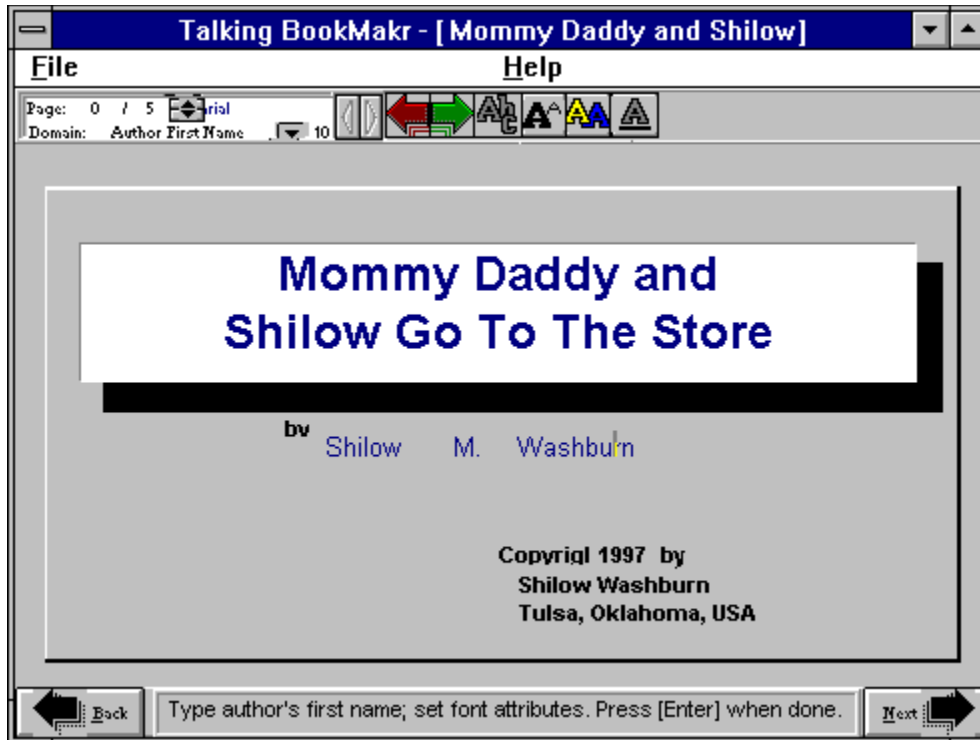 Talking BookMakr - [Mommy Daddy and Shilow]
File Help
Page: 0 / 5 rial
Domain: Author First Name 10
Mommy Daddy and
Shilow Go To The Store
by
Shilow M. Washburn
Copyrigl 1997 by
Shilow Washburn
Tulsa, Oklahoma, USA
Back Type author's first name; set font attributes. Press [Enter] when done. Next